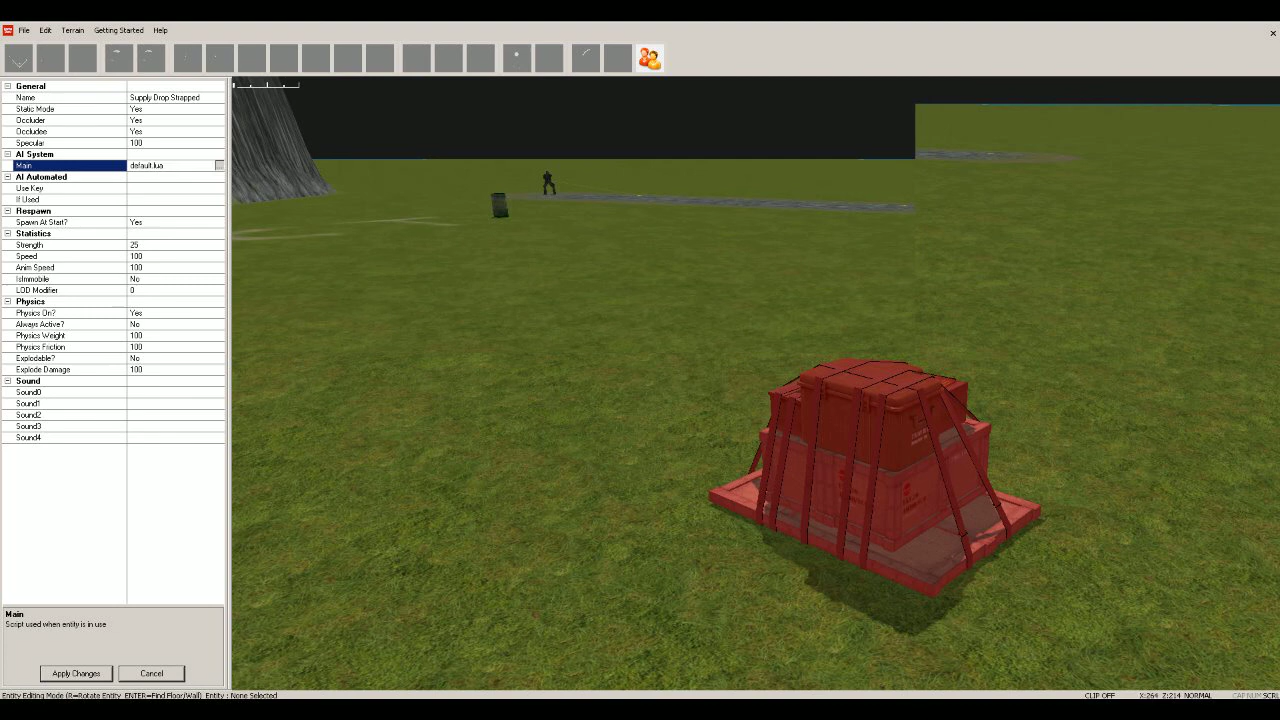 File Edit Terrain Getting Started Help
General
Name Supply Drop Strapped
Static Mode Yes
Occluder Yes
Occludee Yes
Specular 100
AI System
Main default.lua
AI Automated
Use Key
If Used
Respawn
Spawn At Start? Yes
Statistics
Strength 25
Speed 100
Anim Speed 100
IsImmobile No
LOD Modifier 0
Physics
Physics On? Yes
Always Active? No
Physics Weight 100
Physics Friction 100
Explodable? No
Explode Damage 100
Sound
Sound0
Sound1
Sound2
Sound3
Sound4
Main
Script used when entity is in use
Apply Changes Cancel
Entity Editing Mode (R=Rotate Entity ENTER=Find Floor/Wall) Entity : None Selected CLIP OFF X:264 Z:214 NORMAL CAP NUM SCRL